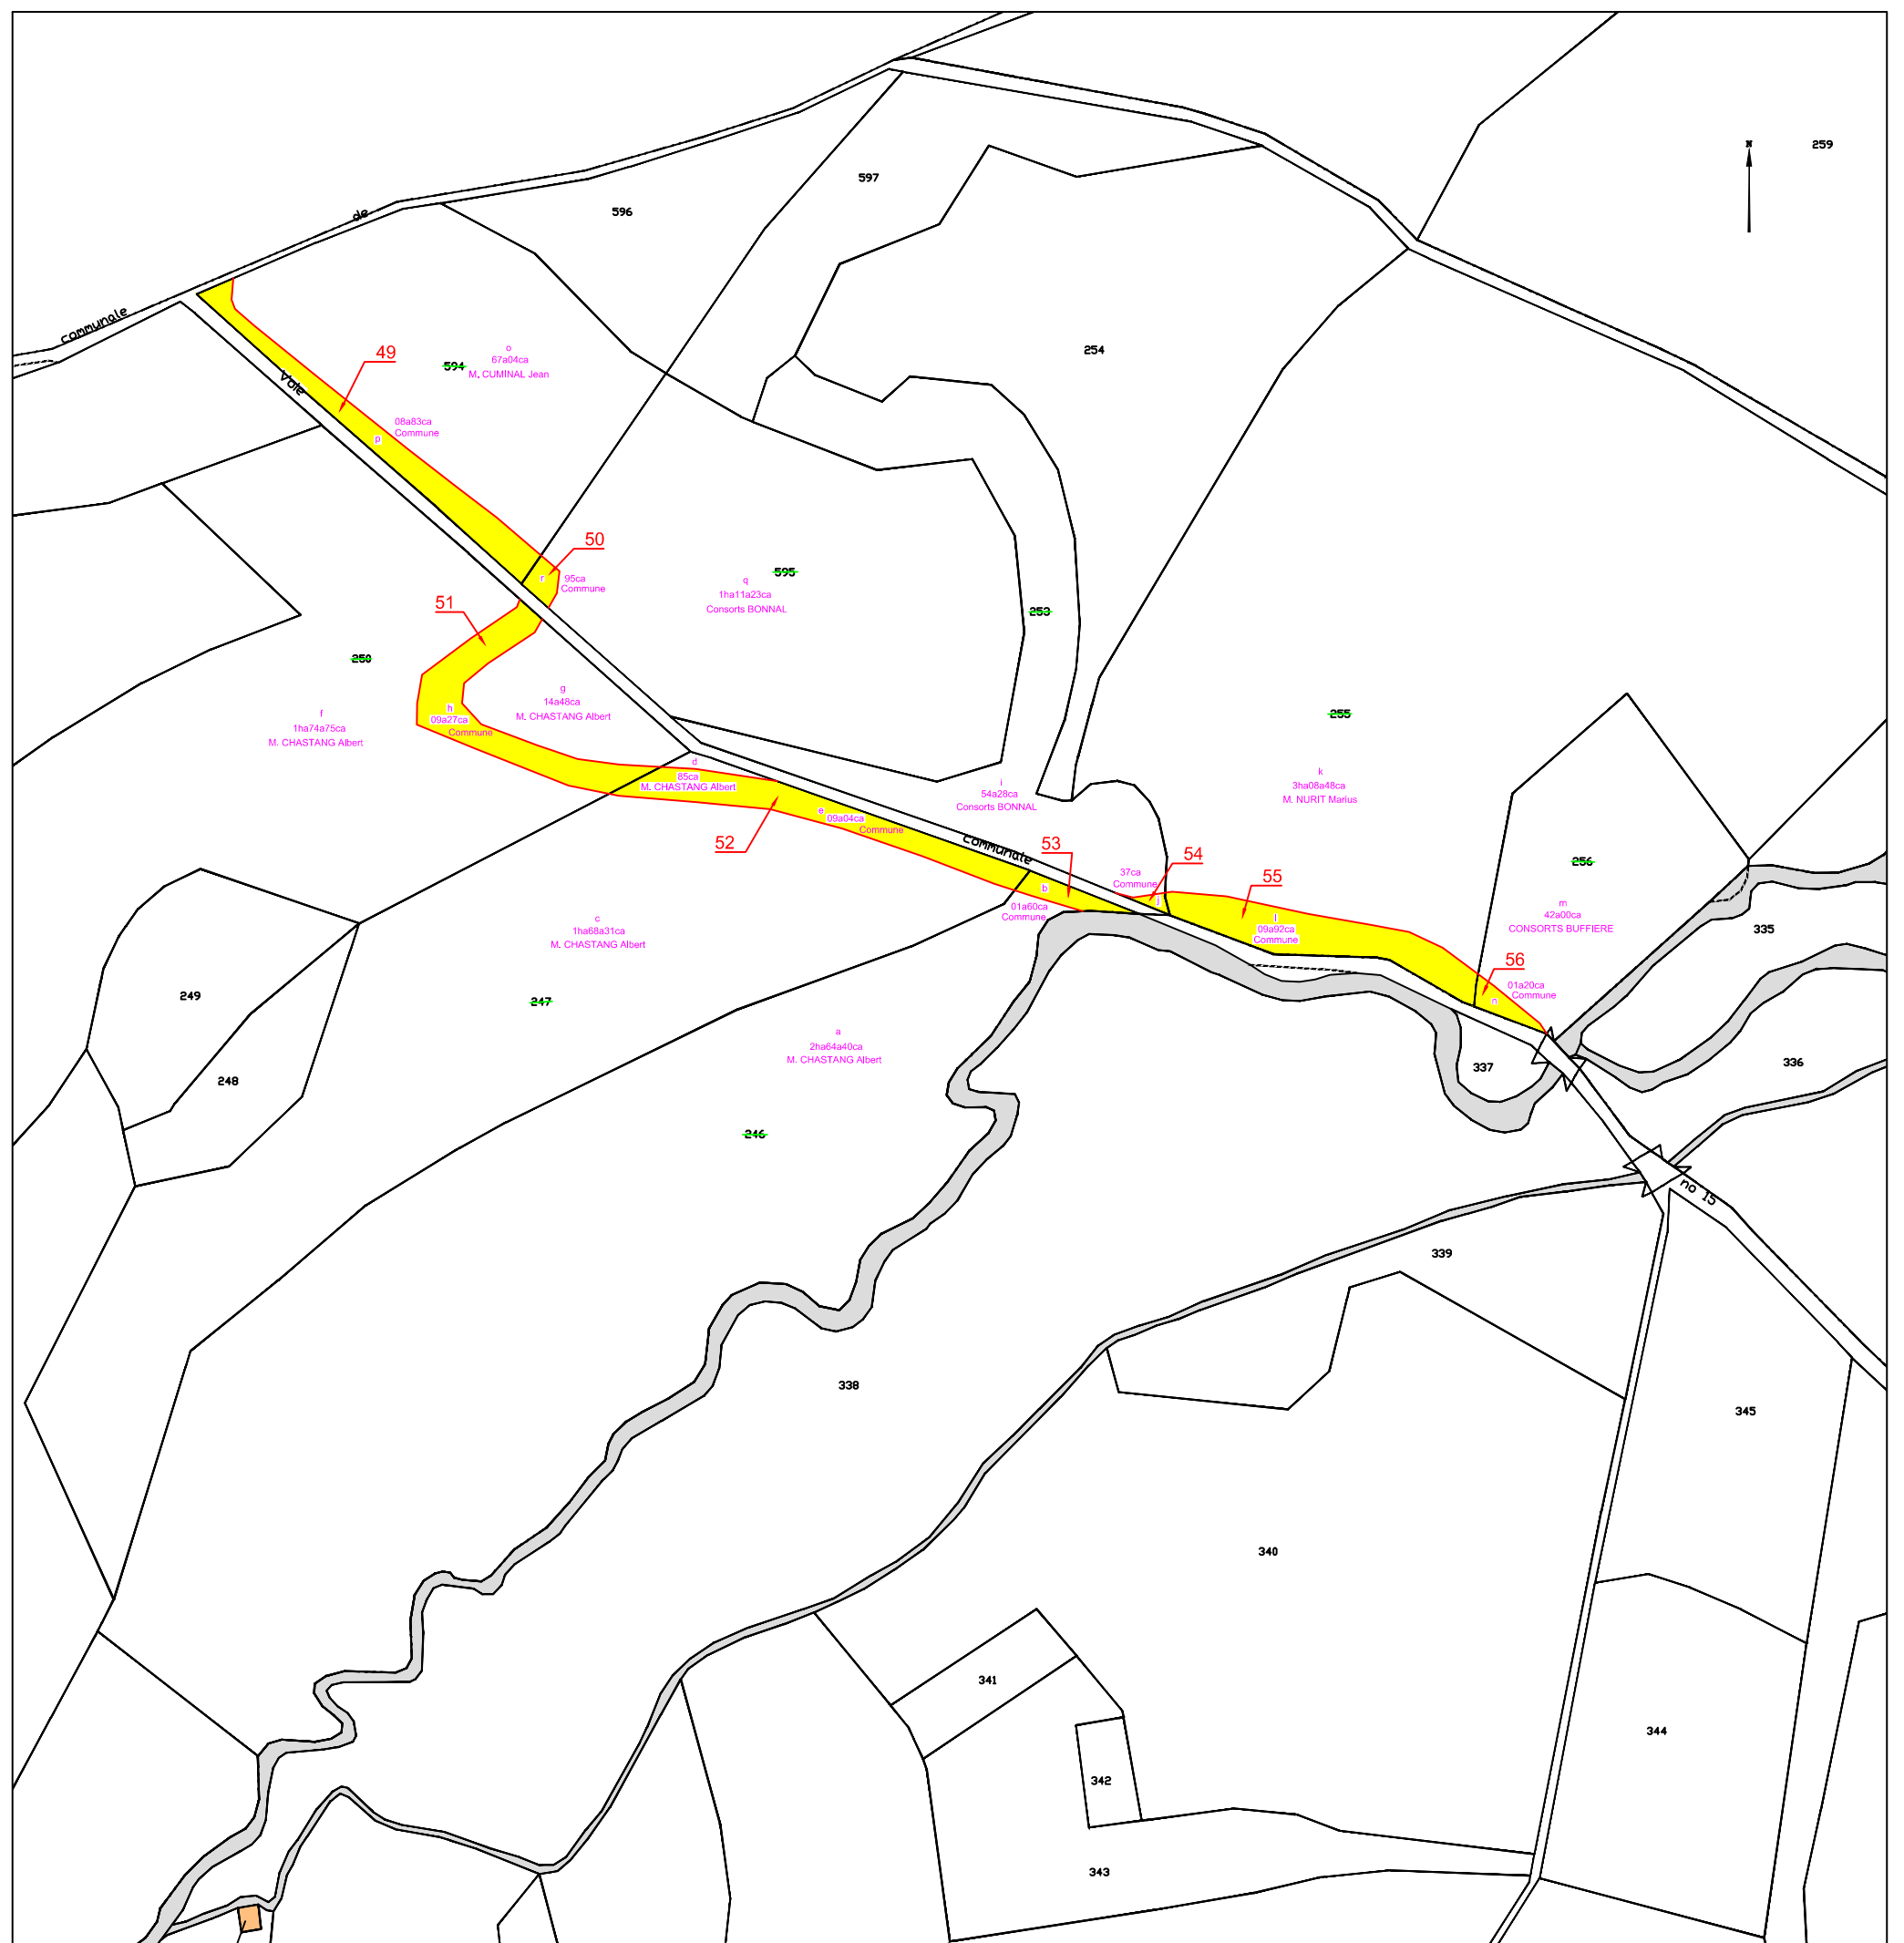 259
597
596
de
communale
254
49
594
o
67a04ca
M. CUMINAL Jean
Voie
08a83ca
Commune
p
50
595
r
95ca
Commune
q
1ha11a23ca
Consorts BONNAL
51
253
250
g
14a48ca
M. CHASTANG Albert
h
09a27ca
Commune
f
1ha74a75ca
M. CHASTANG Albert
255
d
85ca
M. CHASTANG Albert
i
54a28ca
Consorts BONNAL
k
3ha08a48ca
M. NURIT Marius
e
09a04ca
Commune
52
Communale
53
54
55
256
37ca
Commune
b
01a60ca
Commune
j
l
09a92ca
Commune
m
42a00ca
CONSORTS BUFFIERE
335
c
1ha68a31ca
M. CHASTANG Albert
56
01a20ca
Commune
n
249
247
a
2ha64a40ca
M. CHASTANG Albert
248
337
336
246
no 15
339
338
345
340
341
344
342
343